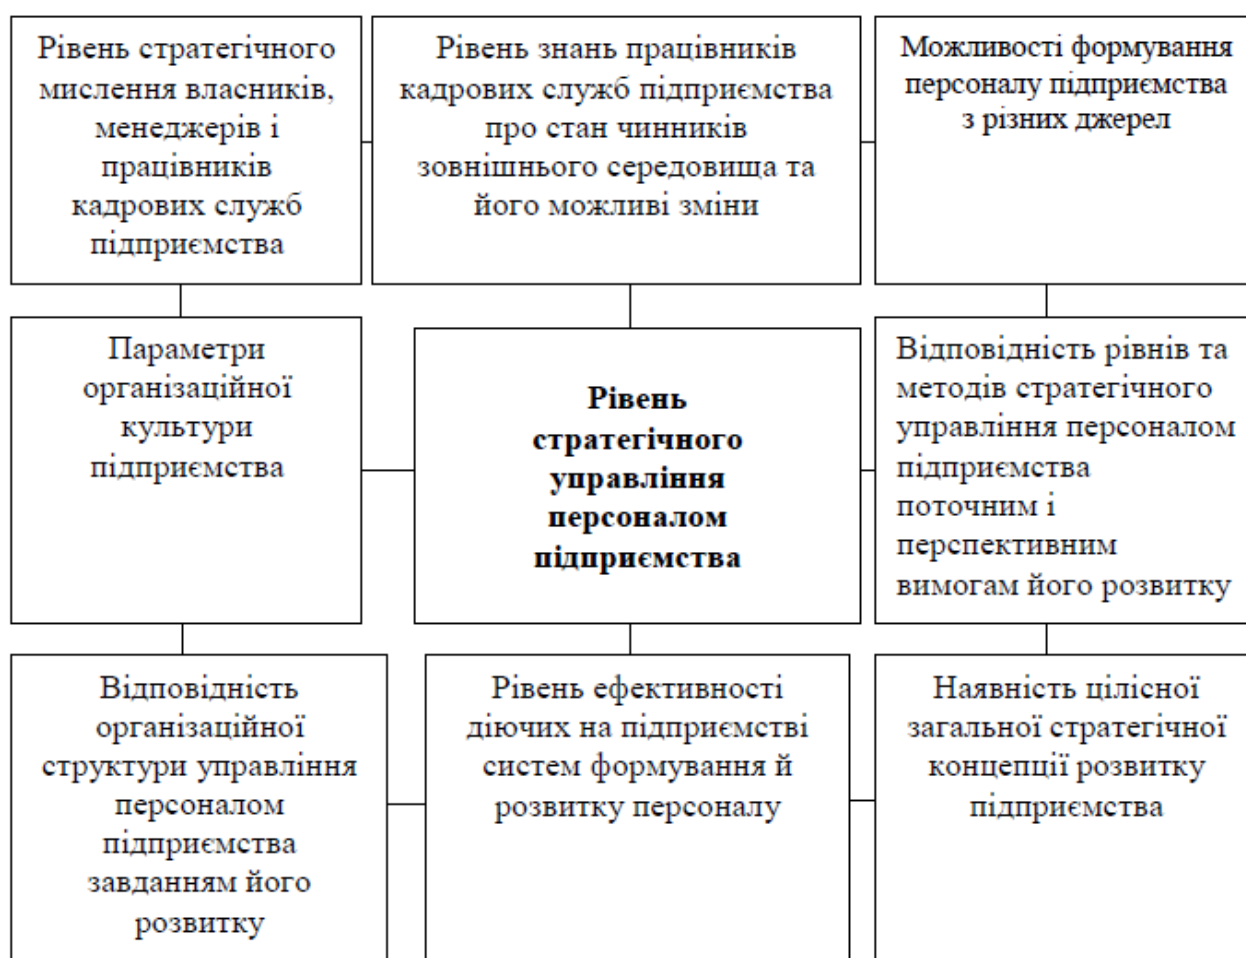 Рівень стратегічного
мислення власників,
менеджерів і
працівників
кадрових служб
підприємства
Рівень знань працівників
кадрових служб підприємства
про стан чинників
зовнішнього середовища та
його можливі зміни
Можливості формування
персоналу підприємства
з різних джерел
Параметри
організаційної
культури
підприємства
Рівень
стратегічного
управління
персоналом
підприємства
Відповідність рівнів та
методів стратегічного
управління персоналом
підприємства
поточним і
перспективним
вимогам його розвитку
Відповідність
організаційної
структури управління
персоналом
підприємства
завданням його
розвитку
Рівень ефективності
діючих на підприємстві
систем формування й
розвитку персоналу
Наявність цілісної
загальної стратегічної
концепції розвитку
підприємства